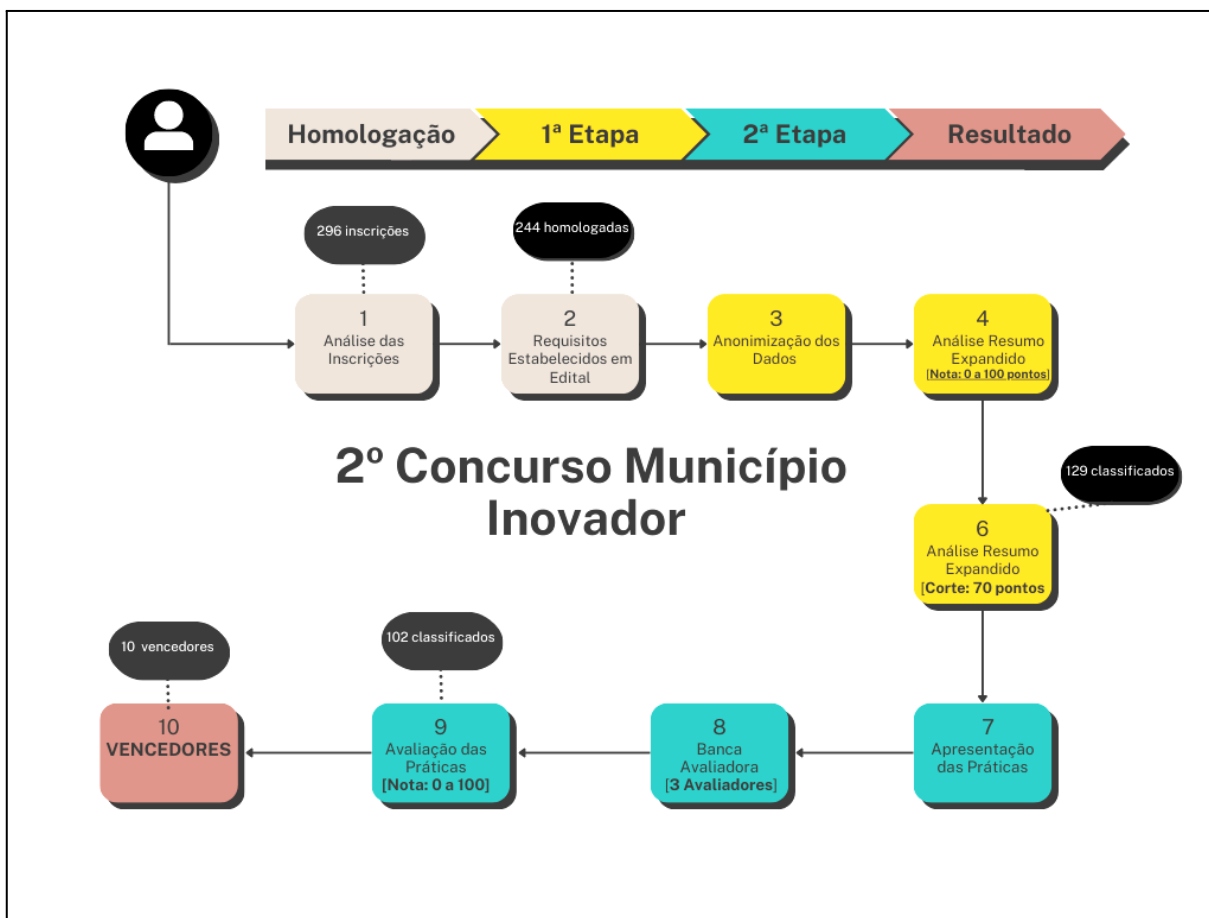 Homologação
1ª Etapa
2ª Etapa
Resultado
296 inscrições
244 homologadas
1
Análise das
Inscrições
2
Requisitos
Estabelecidos em
Edital
3
Anonimização dos
Dados
4
Análise Resumo
Expandido
[Nota: 0 a 100 pontos]
2º Concurso Município
Inovador
129 classificados
6
Análise Resumo
Expandido
[Corte: 70 pontos
10 vencedores
102 classificados
10
VENCEDORES
9
Avaliação das
Práticas
[Nota: 0 a 100]
8
Banca
Avaliadora
[3 Avaliadores]
7
Apresentação
das Práticas